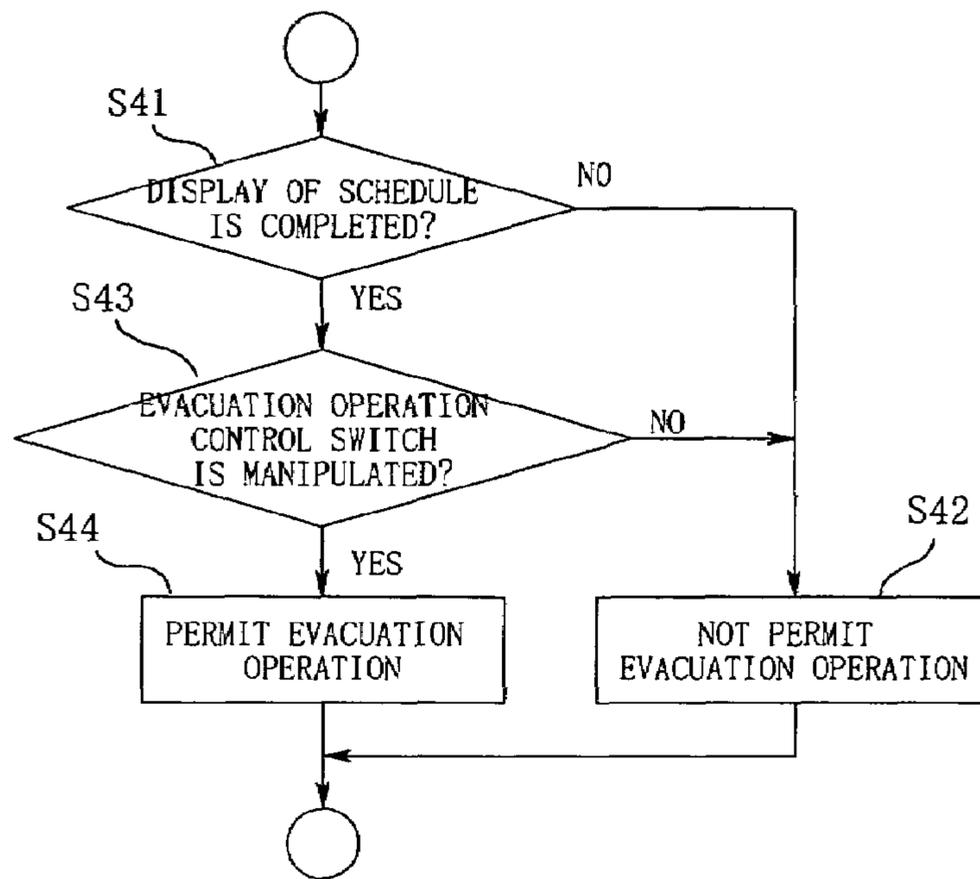 S41
DISPLAY OF SCHEDULE
IS COMPLETED?
NO
YES
S43
EVACUATION OPERATION
CONTROL SWITCH
IS MANIPULATED?
NO
YES
S44
PERMIT EVACUATION
OPERATION
S42
NOT PERMIT
EVACUATION OPERATION